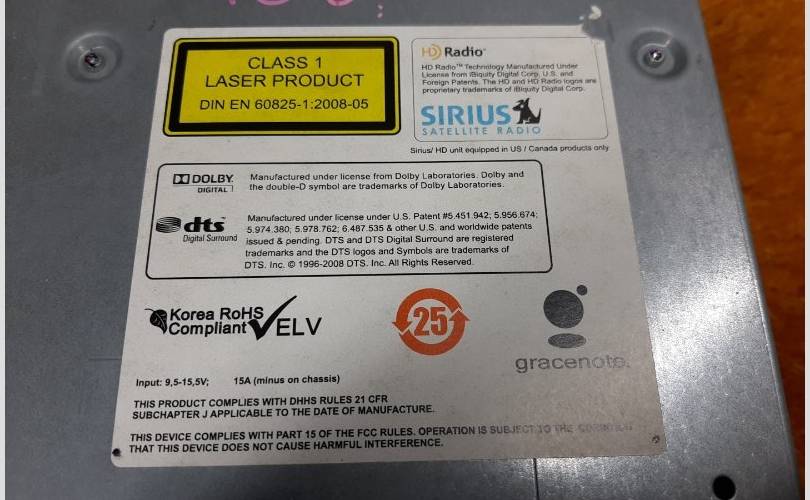 CLASS 1
LASER PRODUCT
DIN EN 60825-1:2008-05
HD Radio
HD Radio™ Technology Manufactured Under
License from iBiquity Digital Corp. U.S. and
Foreign Patents. The HD and HD Radio logos are
proprietary trademarks of iBiquity Digital Corp.
SIRIUS
SATELLITE RADIO
Sirius/ HD unit equipped in US / Canada products only
DOLBY
DIGITAL
Manufactured under license from Dolby Laboratories. Dolby and
the double-D symbol are trademarks of Dolby Laboratories.
dts
Digital Surround
Manufactured under license under U.S. Patent #5.451.942; 5.956.674;
5.974.380; 5.978.762; 6.487.535 & other U.S. and worldwide patents
issued & pending. DTS and DTS Digital Surround are registered
trademarks and the DTS logos and Symbols are trademarks of
DTS. Inc. © 1996-2008 DTS. Inc. All Rights Reserved.
Korea RoHS
Compliant
ELV
25
gracenote.
Input: 9,5-15,5V; 15A (minus on chassis)
THIS PRODUCT COMPLIES WITH DHHS RULES 21 CFR
SUBCHAPTER J APPLICABLE TO THE DATE OF MANUFACTURE.
THIS DEVICE COMPLIES WITH PART 15 OF THE FCC RULES. OPERATION IS SUBJECT TO THE CONDITION
THAT THIS DEVICE DOES NOT CAUSE HARMFUL INTERFERENCE.